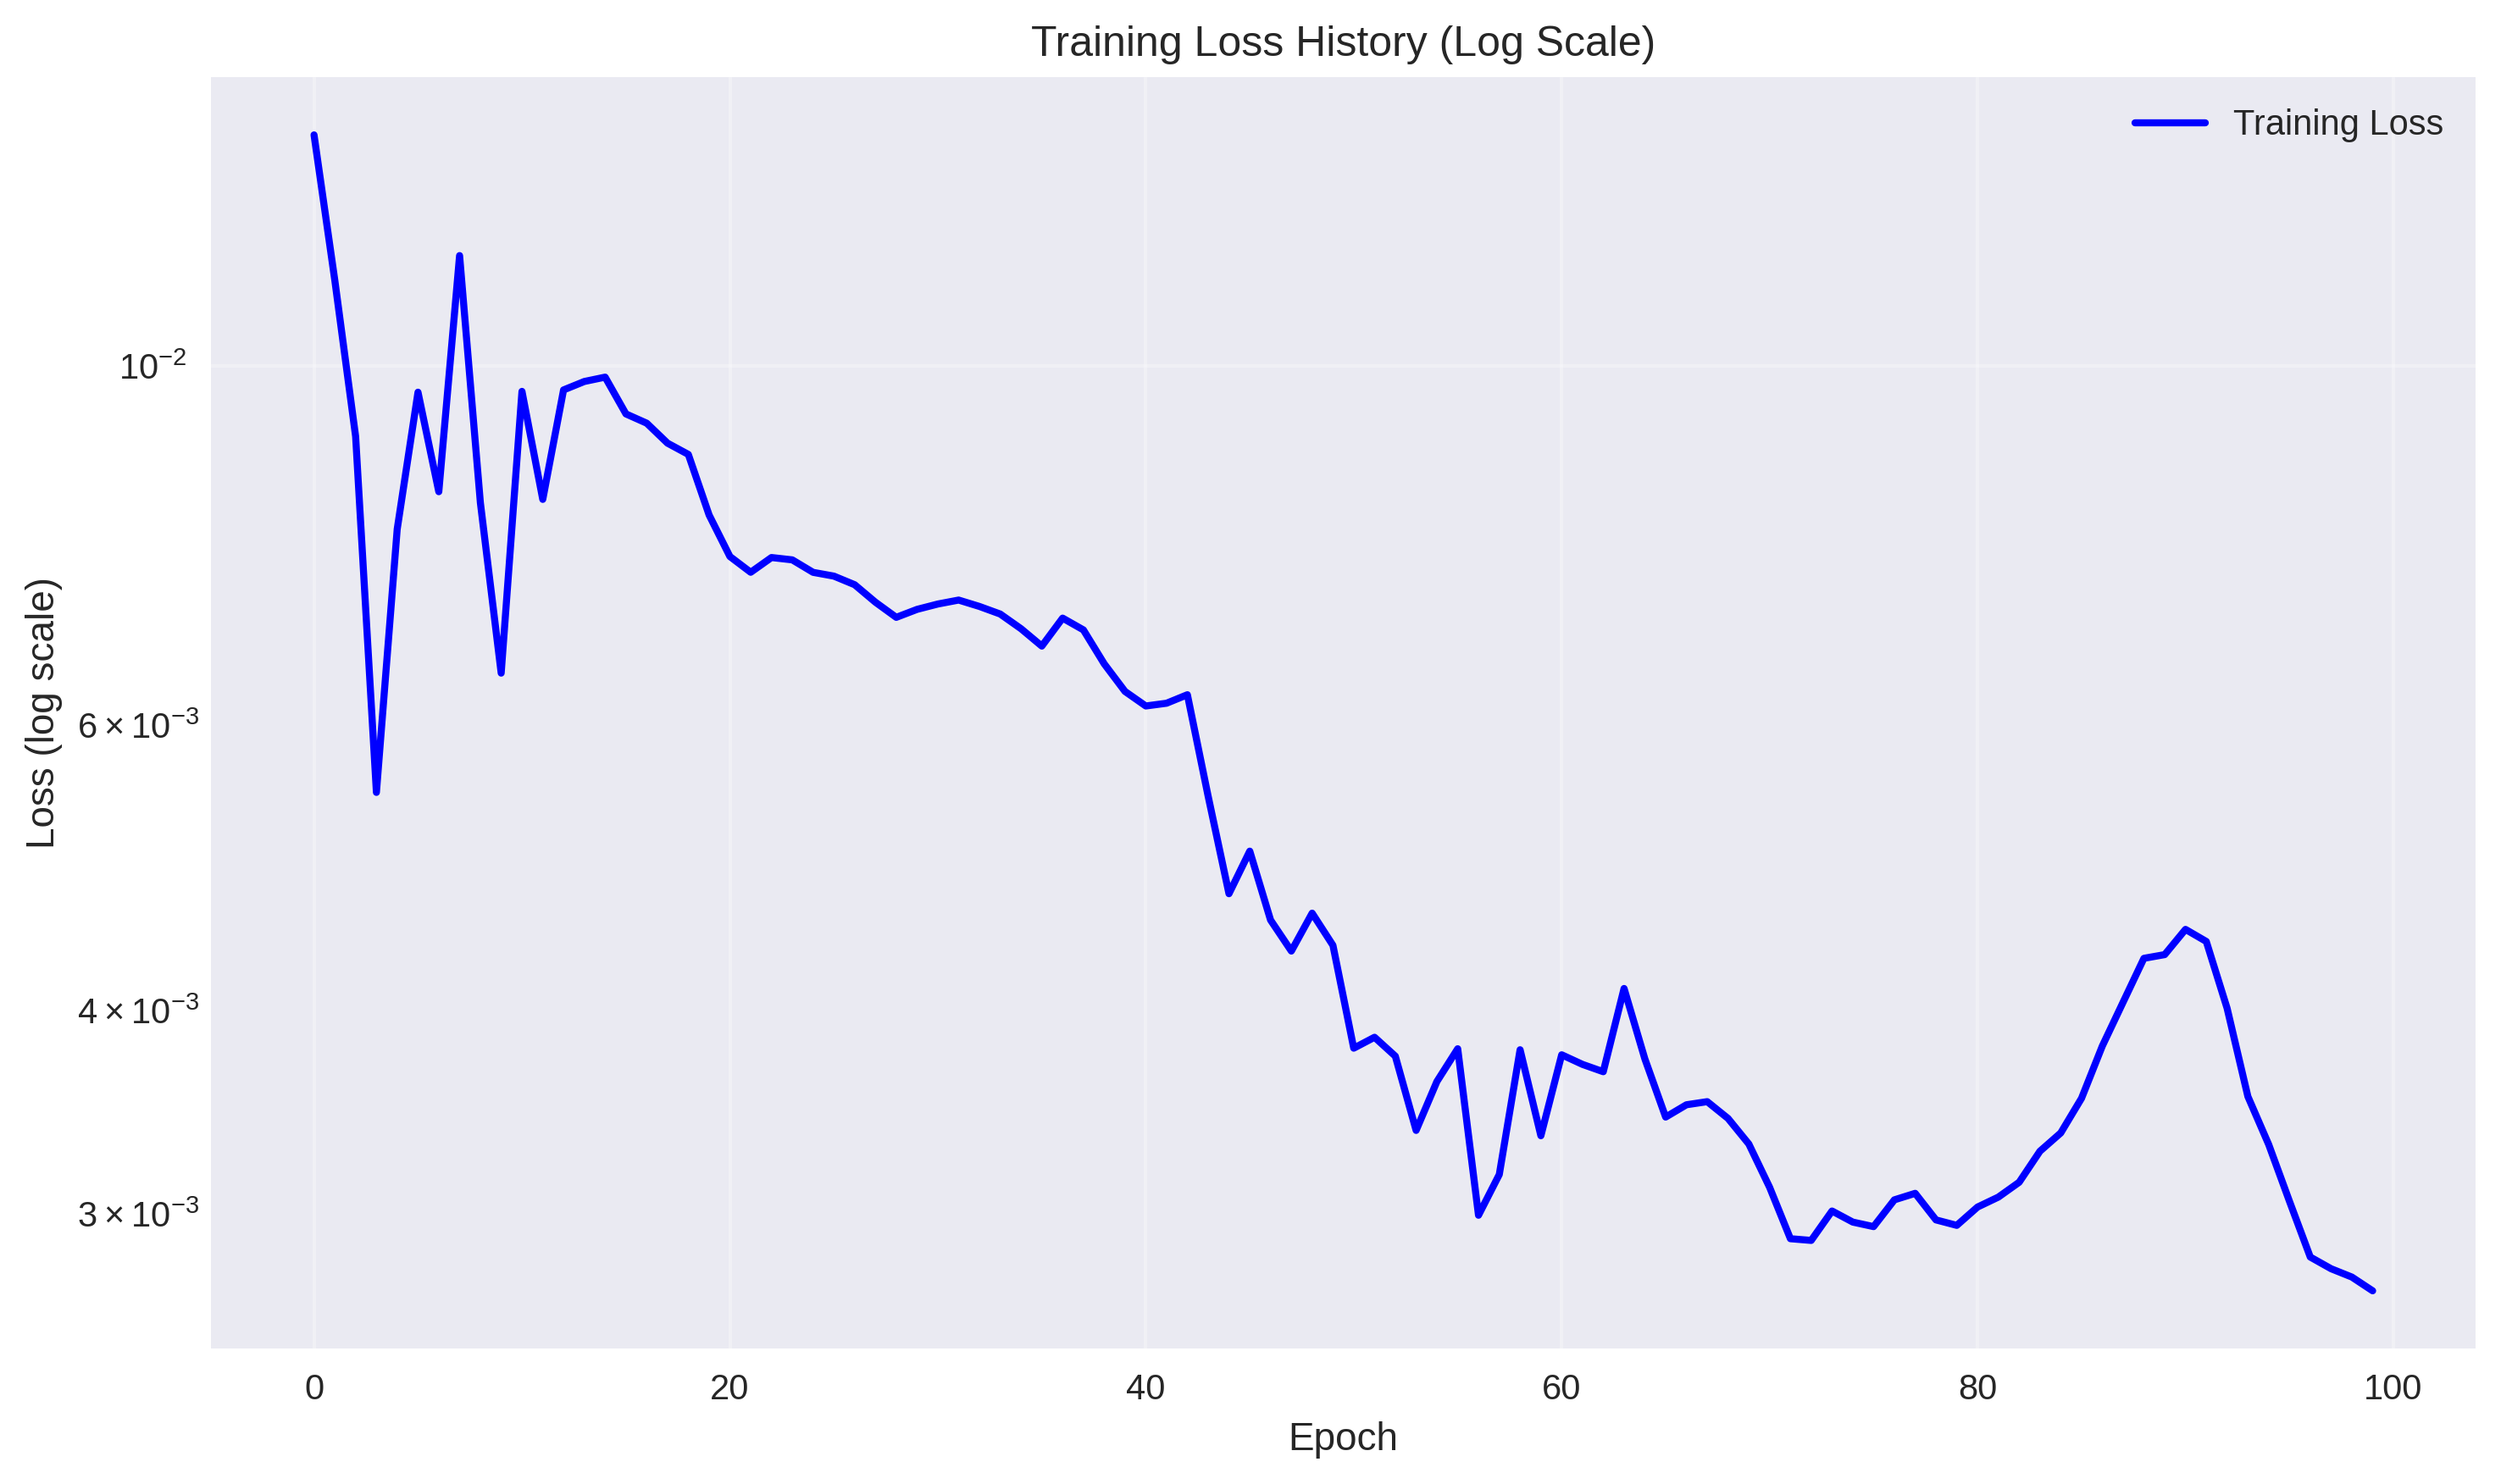 Training Loss History (Log Scale)
Training Loss
10⁻²
6 × 10⁻³
4 × 10⁻³
3 × 10⁻³
Loss (log scale)
0 20 40 60 80 100
Epoch